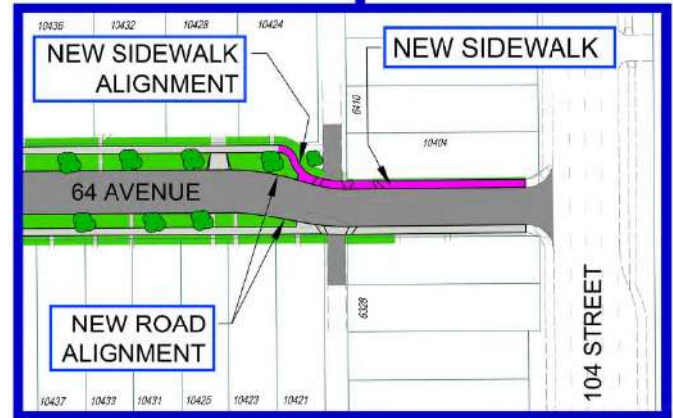 10436 10432 10428 10424
NEW SIDEWALK
ALIGNMENT
NEW SIDEWALK
6410
10404
64 AVENUE
6328
NEW ROAD
ALIGNMENT
104 STREET
10437 10433 10431 10425 10423 10421